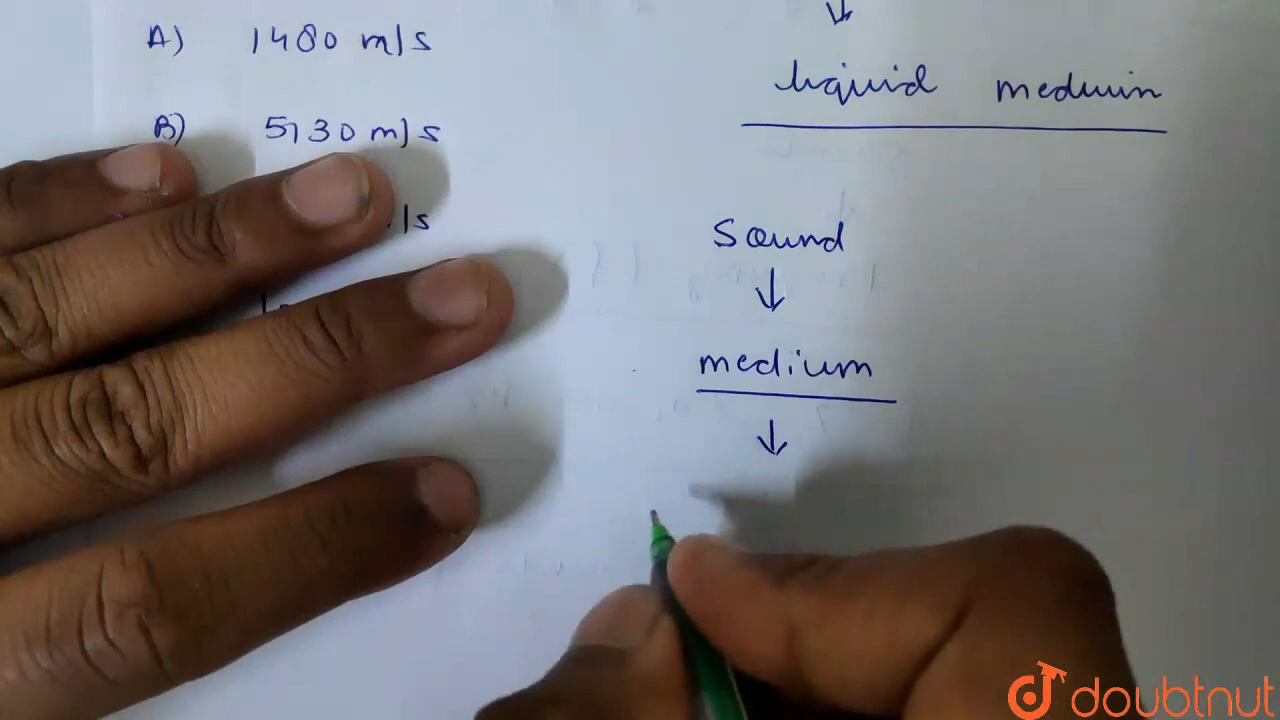 A) 1480 m/s
B) 5130 m/s
/s
liquid medium
Sound
↓
medium
↓
doubtnut